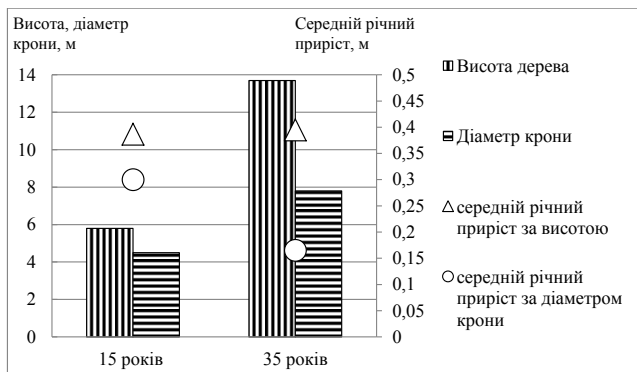 Висота, діаметр
крони, м
Середній річний
приріст, м
14
12
10
8
6
4
2
0
0,5
0,45
0,4
0,35
0,3
0,25
0,2
0,15
0,1
0,05
0
15 років
35 років
Висота дерева
Діаметр крони
середній річний
приріст за висотою
середній річний
приріст за діаметром
крони